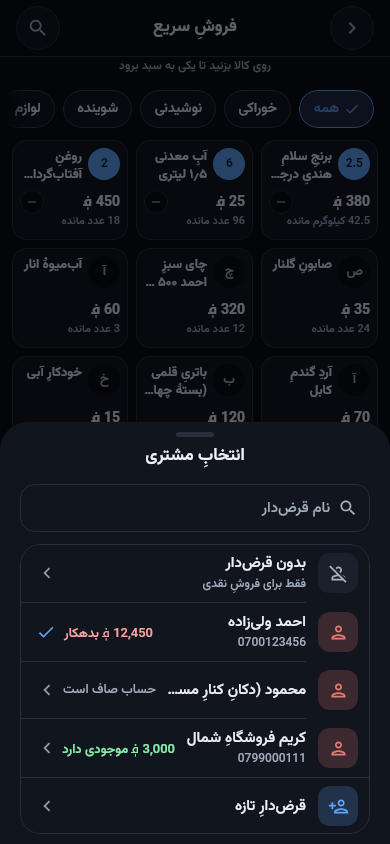 فروشِ سریع
روی کالا بزنید تا یکی به سبد برود
همه
خوراکی
نوشیدنی
شوینده
لوازم
2.5
برنجِ سلامِ
هندیِ درجـ…
380 ؋
42.5 کیلوگرم مانده
6
آبِ معدنی
۱٫۵ لیتری
25 ؋
96 عدد مانده
2
روغنِ
آفتاب‌گردا…
450 ؋
18 عدد مانده
ص
صابونِ گلنار
35 ؋
24 عدد مانده
چ
چای سبزِ
احمد ۵۰۰ …
320 ؋
12 عدد مانده
آ
آب‌میوهٔ انار
60 ؋
3 عدد مانده
آ
آردِ گندمِ
کابل
70 ؋
ب
باتریِ قلمی
(بستهٔ چها…
120 ؋
خ
خودکارِ آبی
15 ؋
انتخابِ مشتری
نام قرض‌دار
بدون قرض‌دار
فقط برای فروشِ نقدی
احمد ولی‌زاده
0700123456
12,450 ؋ بدهکار
محمود (دکانِ کنارِ مسـ…
حساب صاف است
کریم فروشگاهِ شمال
0799000111
3,000 ؋ موجودی دارد
قرض‌دارِ تازه